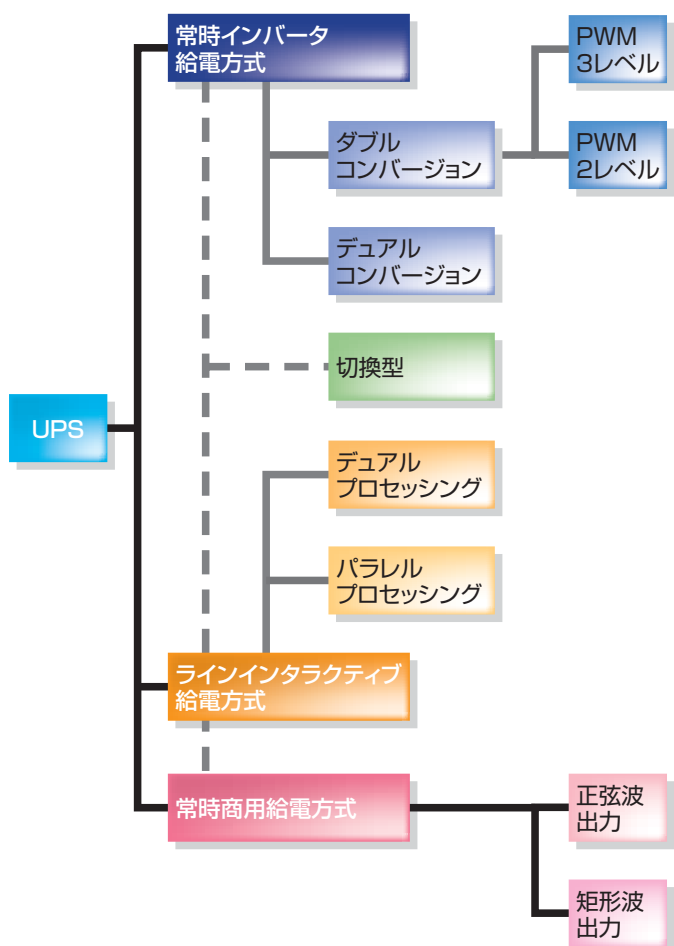 常時インバータ
給電方式
PWM
3レベル
ダブル
コンバージョン
PWM
2レベル
デュアル
コンバージョン
切換型
UPS
デュアル
プロセッシング
パラレル
プロセッシング
ラインインタラクティブ
給電方式
常時商用給電方式
正弦波
出力
矩形波
出力